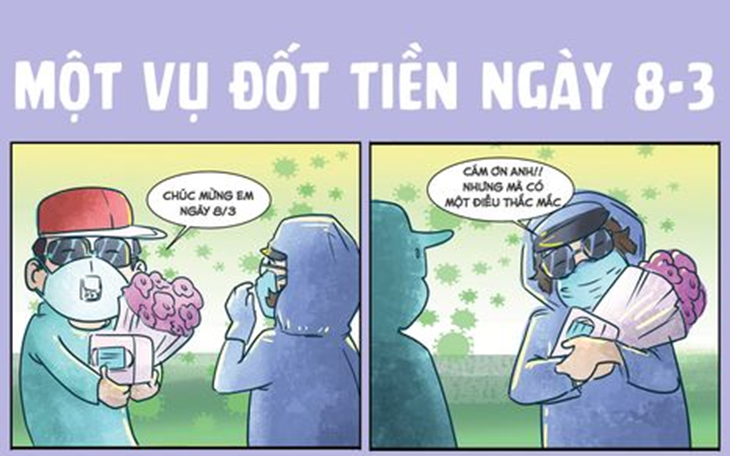 MỘT VỤ ĐỐT TIỀN NGÀY 8-3
CHÚC MỪNG EM
NGÀY 8/3
CẢM ƠN ANH!!
NHƯNG MÀ CÓ
MỘT ĐIỀU THẮC MẮC